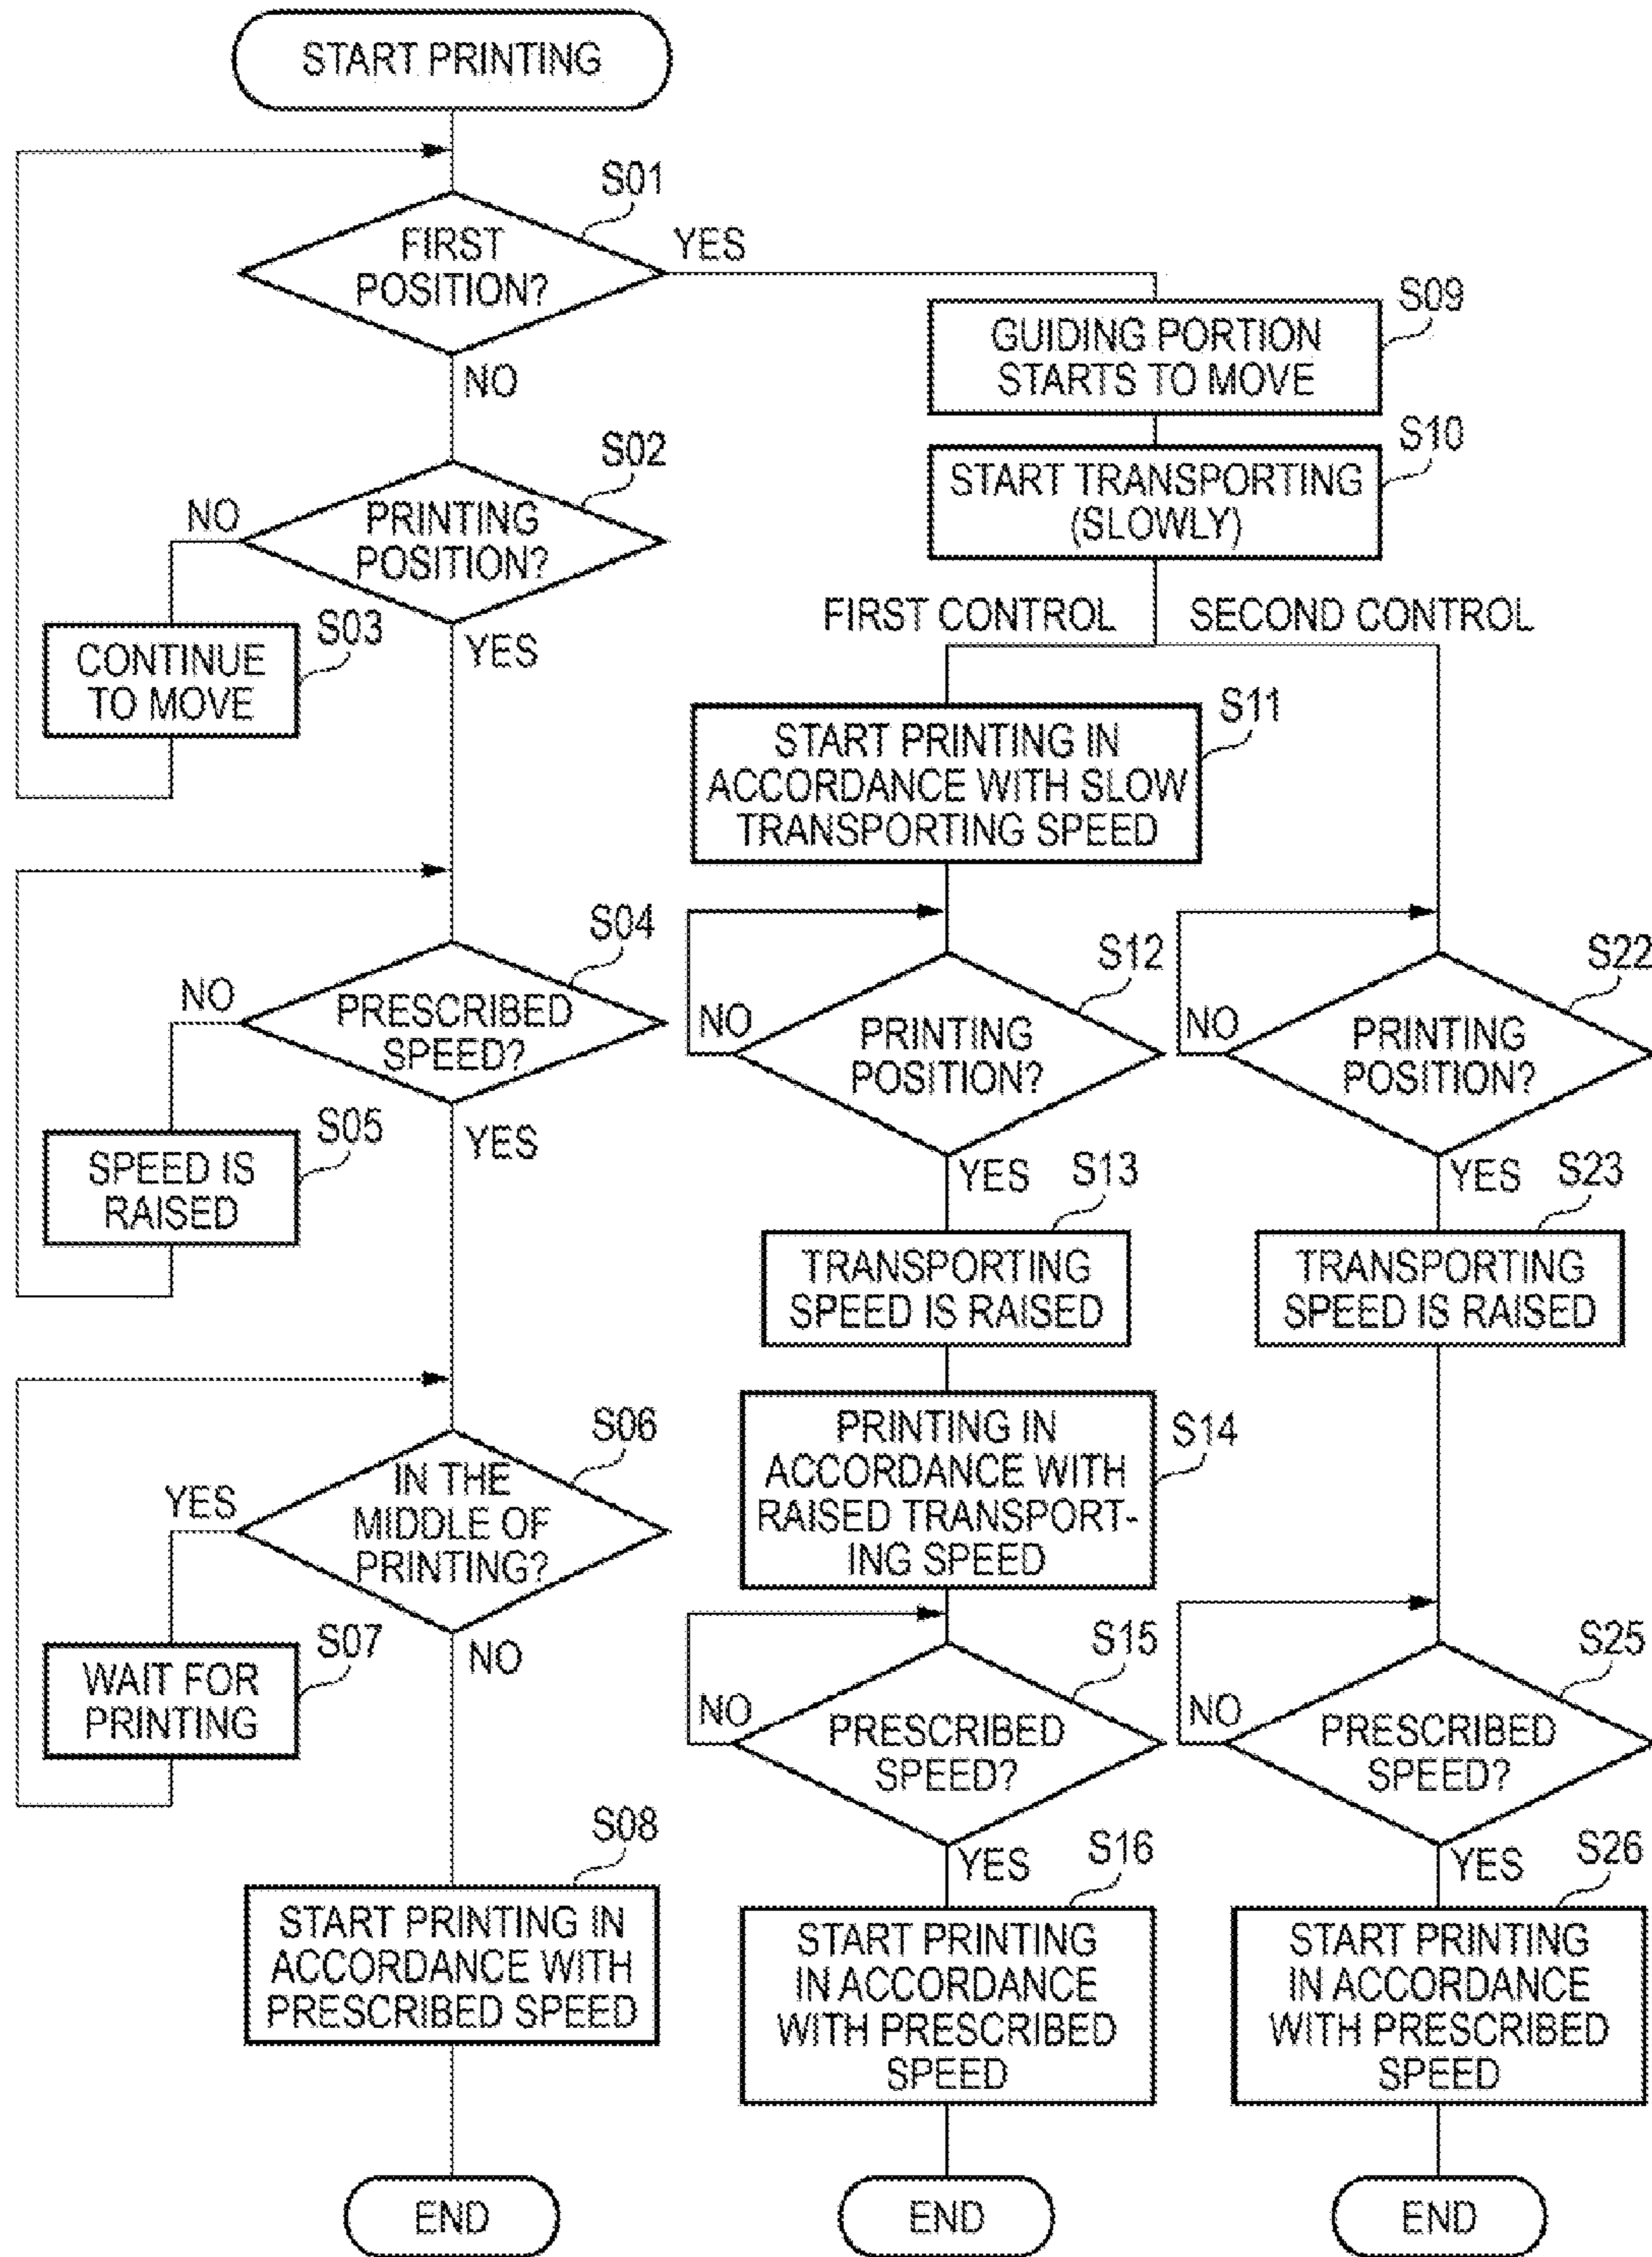 START PRINTING
S01
FIRST
POSITION?
YES
NO
S09
GUIDING PORTION
STARTS TO MOVE
S10
START TRANSPORTING
(SLOWLY)
FIRST CONTROL
SECOND CONTROL
S02
PRINTING
POSITION?
NO
YES
S03
CONTINUE
TO MOVE
S04
PRESCRIBED
SPEED?
NO
YES
S05
SPEED IS
RAISED
S06
IN THE
MIDDLE OF
PRINTING?
YES
NO
S07
WAIT FOR
PRINTING
S08
START PRINTING IN
ACCORDANCE WITH
PRESCRIBED SPEED
END
S11
START PRINTING IN
ACCORDANCE WITH SLOW
TRANSPORTING SPEED
S12
PRINTING
POSITION?
NO
YES
S13
TRANSPORTING
SPEED IS RAISED
S14
PRINTING IN
ACCORDANCE WITH
RAISED TRANSPORT-
ING SPEED
S15
PRESCRIBED
SPEED?
NO
YES
S16
START PRINTING
IN ACCORDANCE
WITH PRESCRIBED
SPEED
END
S22
PRINTING
POSITION?
NO
YES
S23
TRANSPORTING
SPEED IS RAISED
S25
PRESCRIBED
SPEED?
NO
YES
S26
START PRINTING
IN ACCORDANCE
WITH PRESCRIBED
SPEED
END